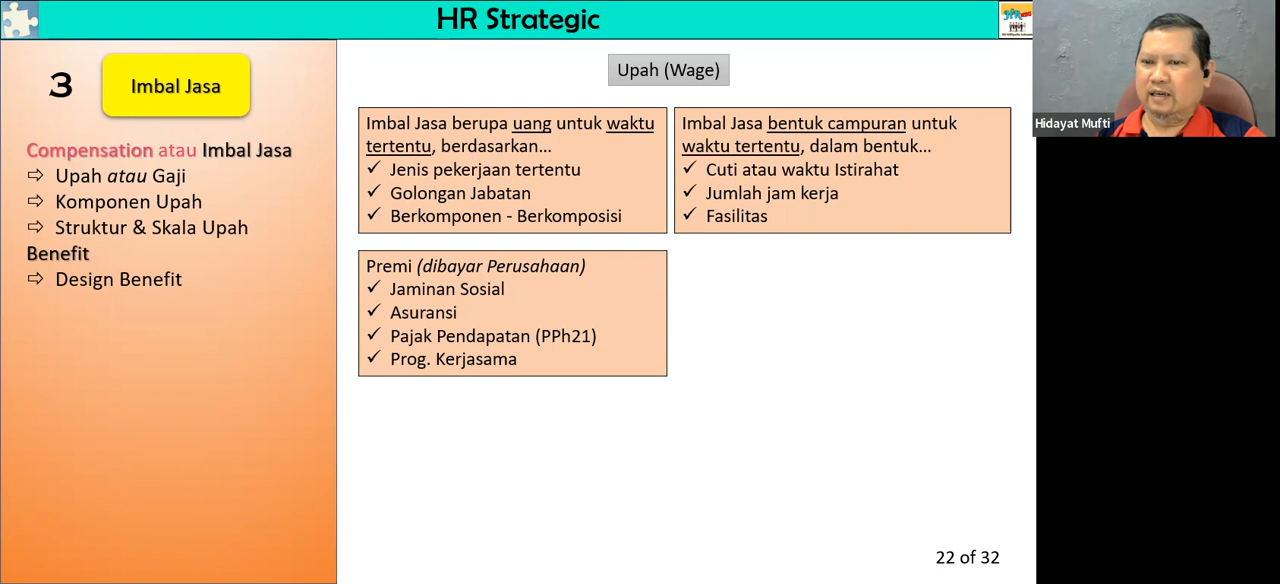 HR Strategic
3
Imbal Jasa
Compensation atau Imbal Jasa
⇨ Upah atau Gaji
⇨ Komponen Upah
⇨ Struktur & Skala Upah
Benefit
⇨ Design Benefit
Upah (Wage)
Imbal Jasa berupa uang untuk waktu
tertentu, berdasarkan...
✓ Jenis pekerjaan tertentu
✓ Golongan Jabatan
✓ Berkomponen - Berkomposisi
Imbal Jasa bentuk campuran untuk
waktu tertentu, dalam bentuk...
✓ Cuti atau waktu Istirahat
✓ Jumlah jam kerja
✓ Fasilitas
Premi (dibayar Perusahaan)
✓ Jaminan Sosial
✓ Asuransi
✓ Pajak Pendapatan (PPh21)
✓ Prog. Kerjasama
22 of 32
Hidayat Mufti